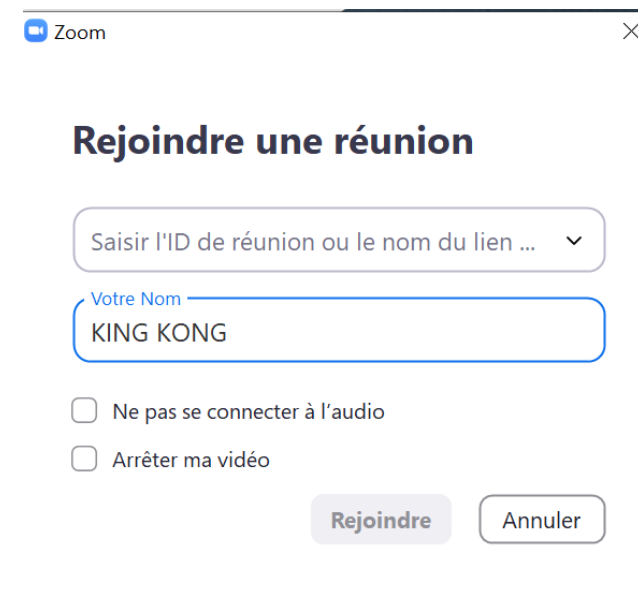 Zoom
Rejoindre une réunion
Saisir l'ID de réunion ou le nom du lien ...
Votre Nom
KING KONG
Ne pas se connecter à l’audio
Arrêter ma vidéo
Rejoindre
Annuler